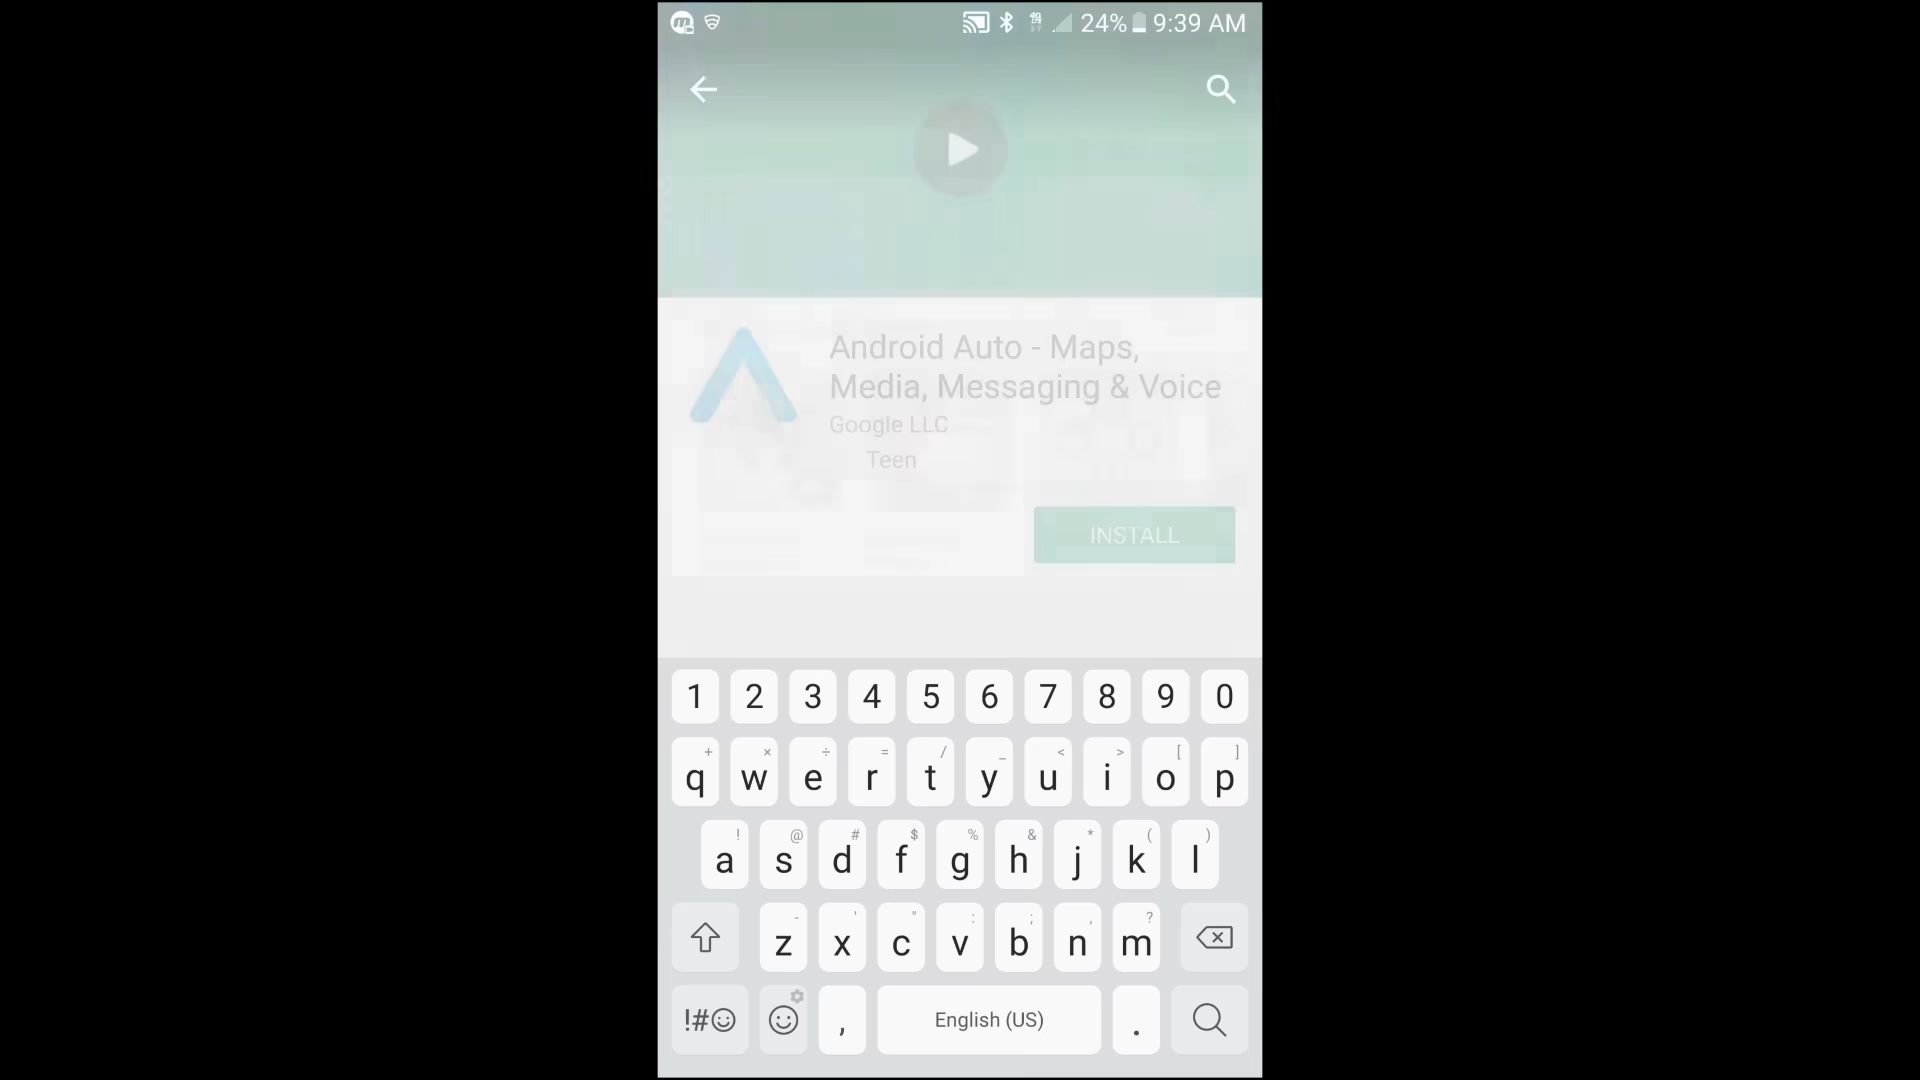 24% 9:39 AM
Android Auto - Maps,
Media, Messaging & Voice
Google LLC
Teen
INSTALL
1 2 3 4 5 6 7 8 9 0
+ × ÷ = / _ < > [ ]
q w e r t y u i o p
! @ # $ % & * ( )
a s d f g h j k l
- ' " : ; , ?
z x c v b n m
!#☺ , English (US) .